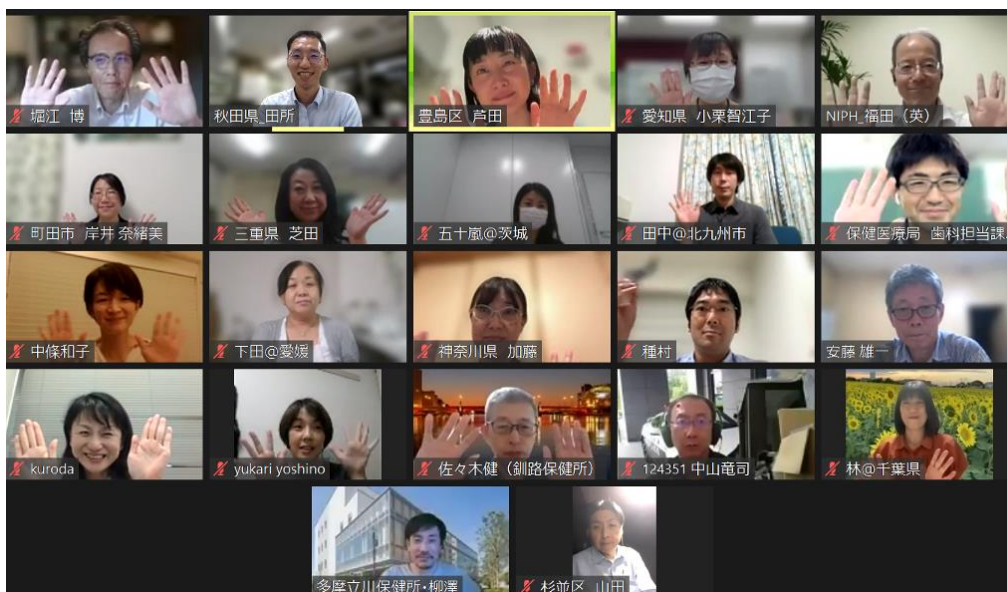 堀江 博
秋田県_田所
豊島区 芦田
愛知県 小栗智江子
NIPH_福田（英）
町田市 岸井奈緒美
三重県 芝田
五十嵐@茨城
田中@北九州市
保健医療局 歯科担当課
中條和子
下田@愛媛
神奈川県 加藤
種村
安藤 雄一
kuroda
yukari yoshino
佐々木健（釧路保健所）
124351 中山竜司
林@千葉県
多摩立川保健所・柳澤
杉並区 山田